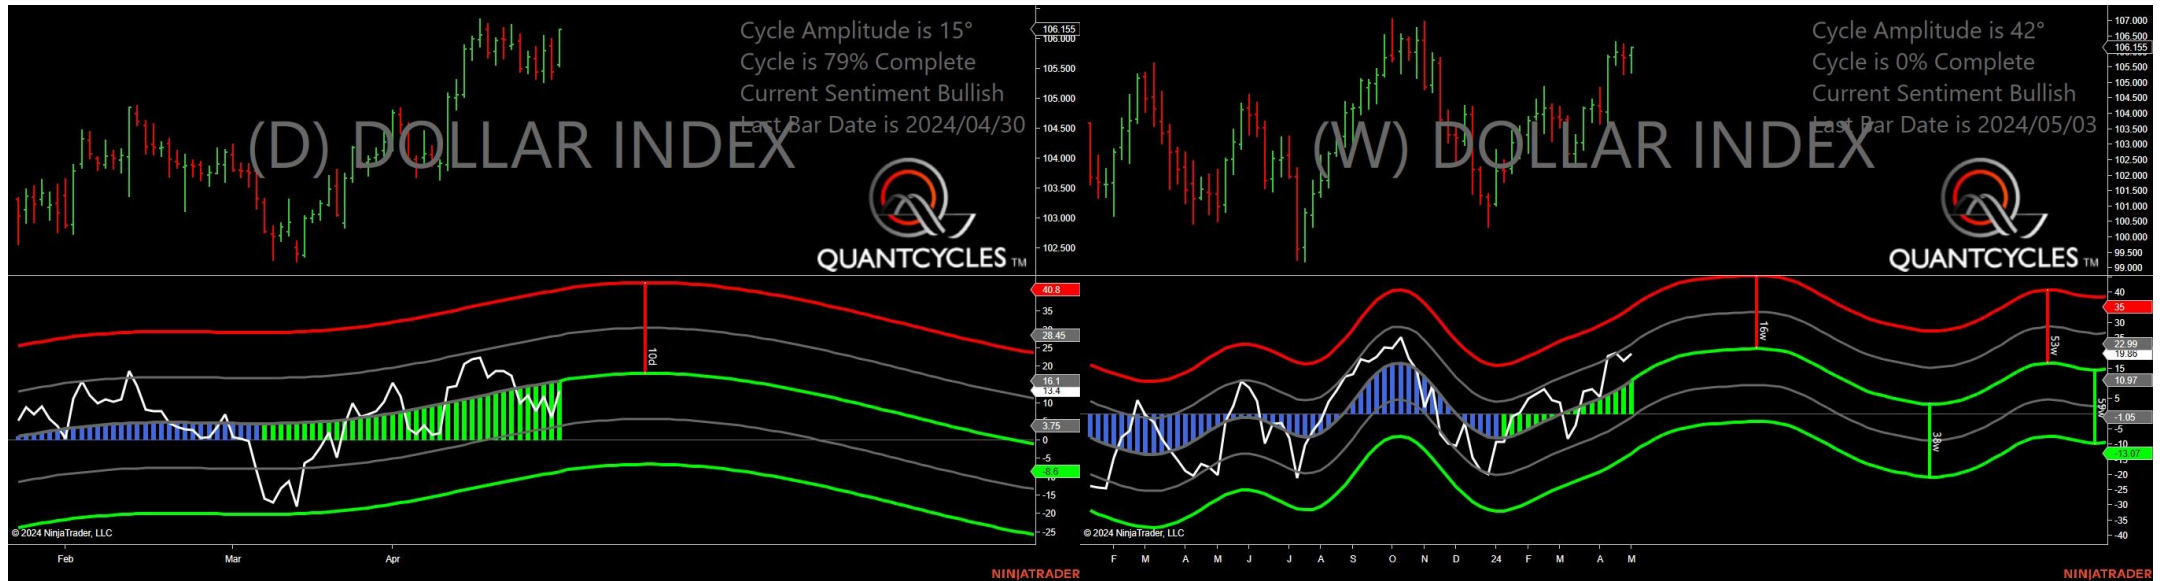 Cycle Amplitude is 15°
Cycle is 79% Complete
Current Sentiment Bullish
Last Bar Date is 2024/04/30
(D) DOLLAR INDEX
QUANTCYCLES TM
106.155
106.000
105.500
105.000
104.500
104.000
103.500
103.000
102.500
40.8
35
28.45
25
20
16.1
13.4
10
3.75
0
-5
-8.6
-15
-20
-25
10d
© 2024 NinjaTrader, LLC
Feb Mar Apr
NINJATRADER
Cycle Amplitude is 42°
Cycle is 0% Complete
Current Sentiment Bullish
Last Bar Date is 2024/05/03
(W) DOLLAR INDEX
QUANTCYCLES TM
107.000
106.500
106.155
105.500
105.000
104.500
104.000
103.500
103.000
102.500
102.000
101.500
101.000
100.500
100.000
99.500
99.000
40
35
30
22.99
19.86
15
10.97
5
-1.05
-5
-10
-13.07
-20
-25
-30
-35
-40
16w
38w
53w
59w
© 2024 NinjaTrader, LLC
F M A M J J A S O N D 24 F M A M
NINJATRADER